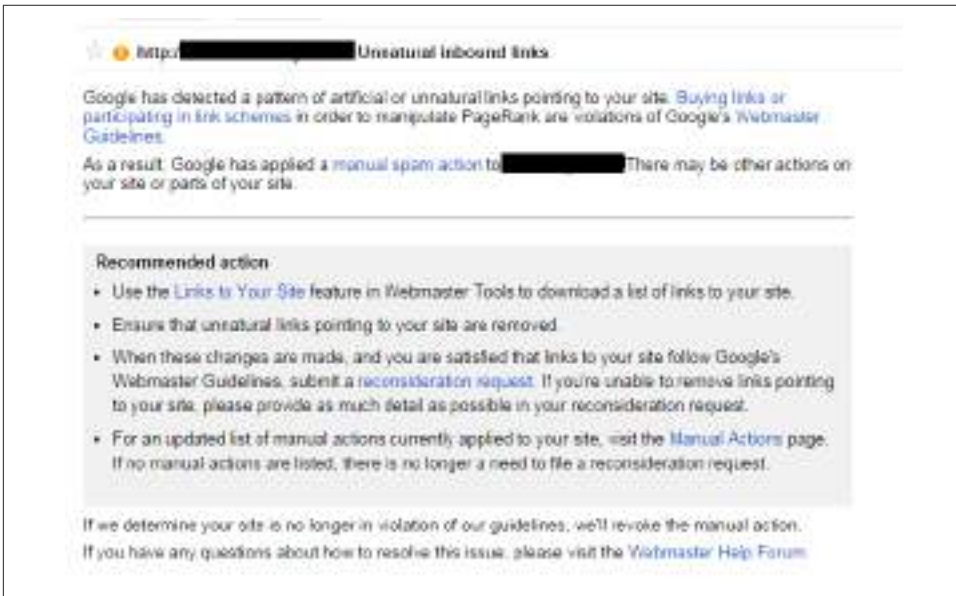 http:/ Unnatural inbound links
Google has detected a pattern of artificial or unnatural links pointing to your site. Buying links or
participating in link schemes in order to manipulate PageRank are violations of Google's Webmaster
Guidelines.
As a result, Google has applied a manual spam action to There may be other actions on
your site or parts of your site.
Recommended action
• Use the Links to Your Site feature in Webmaster Tools to download a list of links to your site.
• Ensure that unnatural links pointing to your site are removed.
• When these changes are made, and you are satisfied that links to your site follow Google's
Webmaster Guidelines, submit a reconsideration request. If you're unable to remove links pointing
to your site, please provide as much detail as possible in your reconsideration request.
• For an updated list of manual actions currently applied to your site, visit the Manual Actions page.
If no manual actions are listed, there is no longer a need to file a reconsideration request.
If we determine your site is no longer in violation of our guidelines, we'll revoke the manual action.
If you have any questions about how to resolve this issue, please visit the Webmaster Help Forum